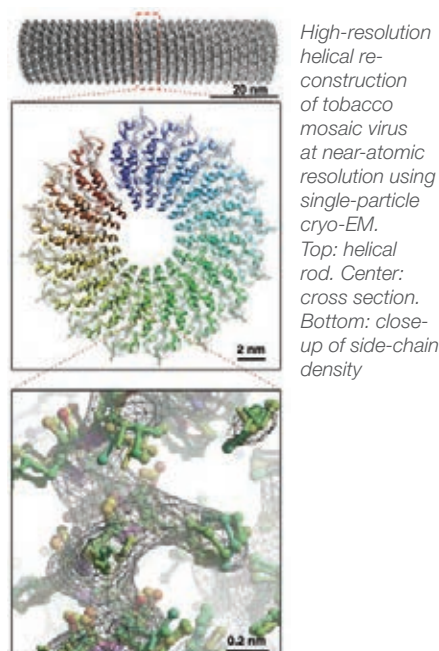 High-resolution
helical re-
construction
of tobacco
mosaic virus
at near-atomic
resolution using
single-particle
cryo-EM.
Top: helical
rod. Center:
cross section.
Bottom: close-
up of side-chain
density
20 nm
2 nm
0.2 nm